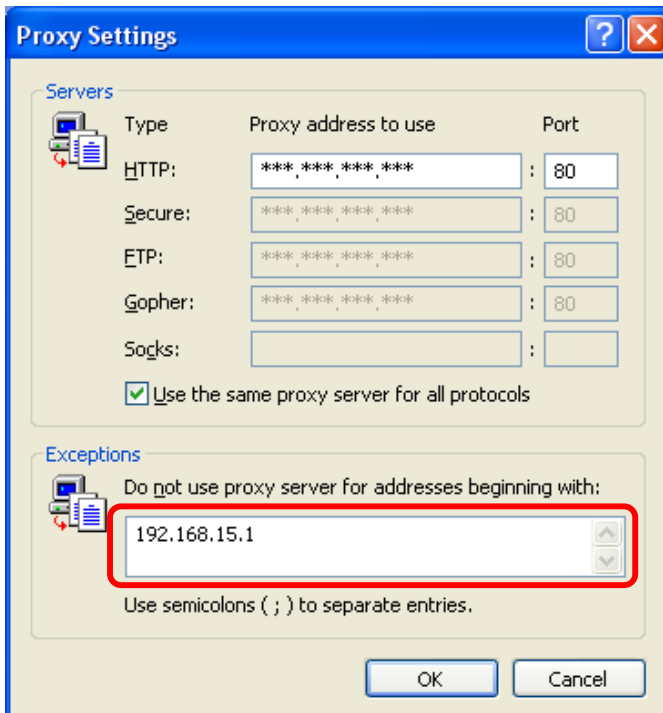 Proxy Settings
Servers
Type Proxy address to use Port
HTTP: ***.***.***.*** : 80
Secure: ***.***.***.*** : 80
FTP: ***.***.***.*** : 80
Gopher: ***.***.***.*** : 80
Socks: :
Use the same proxy server for all protocols
Exceptions
Do not use proxy server for addresses beginning with:
192.168.15.1
Use semicolons ( ; ) to separate entries.
OK Cancel